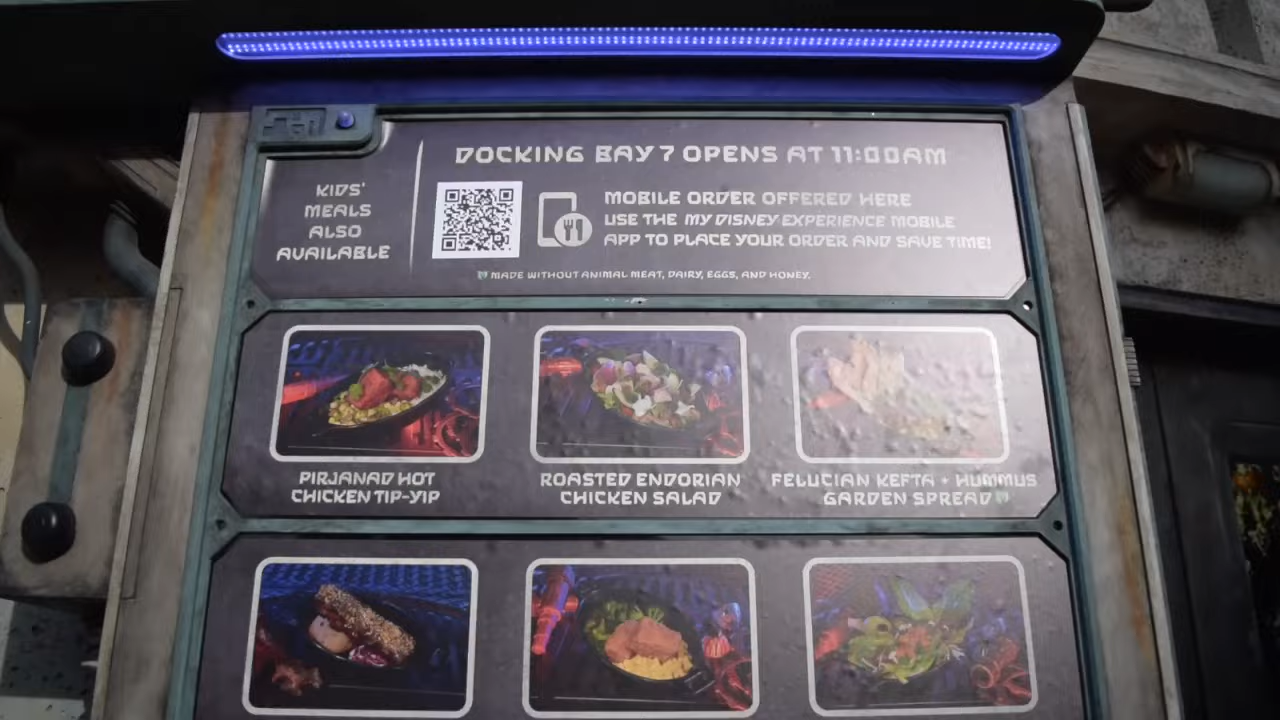 DOCKING BAY 7 OPENS AT 11:00AM
KIDS'
MEALS
ALSO
AVAILABLE
MOBILE ORDER OFFERED HERE
USE THE MY DISNEY EXPERIENCE MOBILE
APP TO PLACE YOUR ORDER AND SAVE TIME!
MADE WITHOUT ANIMAL MEAT, DAIRY, EGGS, AND HONEY.
PIRJANAD HOT
CHICKEN TIP-YIP
ROASTED ENDORIAN
CHICKEN SALAD
FELUCIAN KEFTA + HUMMUS
GARDEN SPREAD